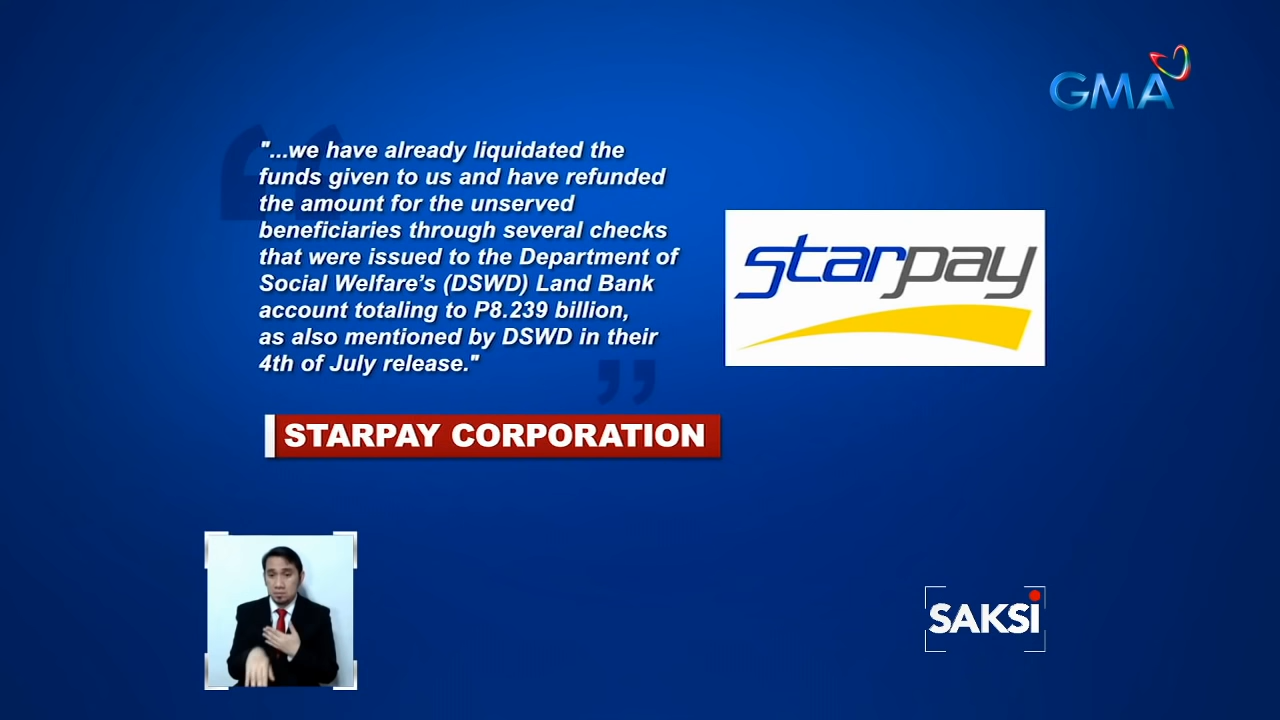 GMA
"...we have already liquidated the
funds given to us and have refunded
the amount for the unserved
beneficiaries through several checks
that were issued to the Department of
Social Welfare's (DSWD) Land Bank
account totaling to P8.239 billion,
as also mentioned by DSWD in their
4th of July release."
starpay
STARPAY CORPORATION
SAKSi